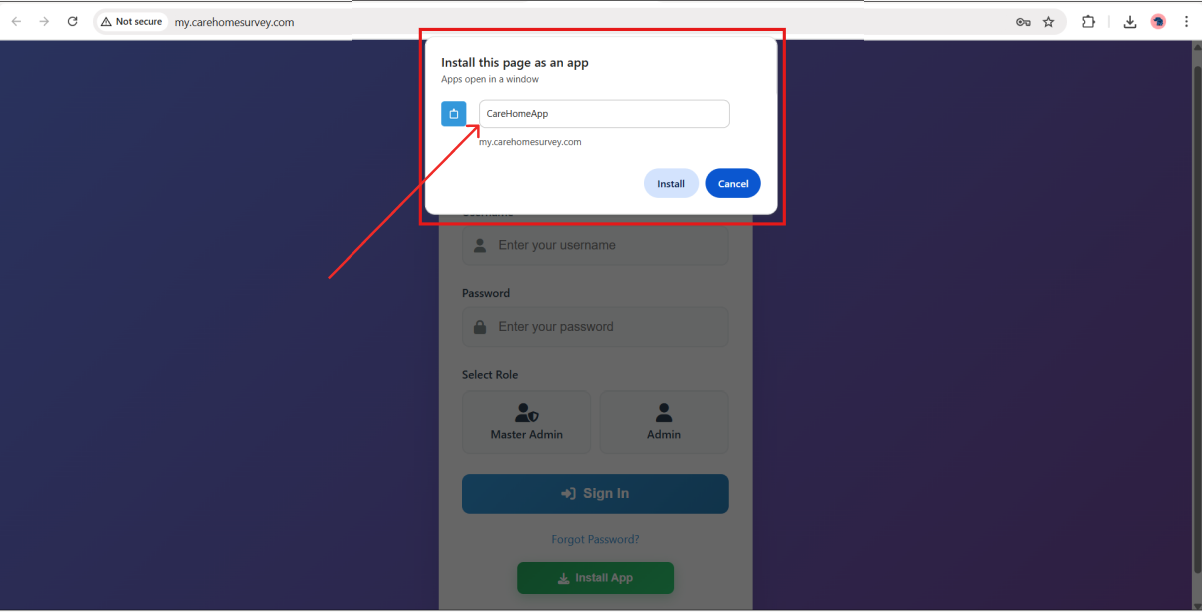 Not secure my.carehomesurvey.com
Install this page as an app
Apps open in a window
CareHomeApp
my.carehomesurvey.com
Install Cancel
Username
Enter your username
Password
Enter your password
Select Role
Master Admin Admin
Sign In
Forgot Password?
Install App